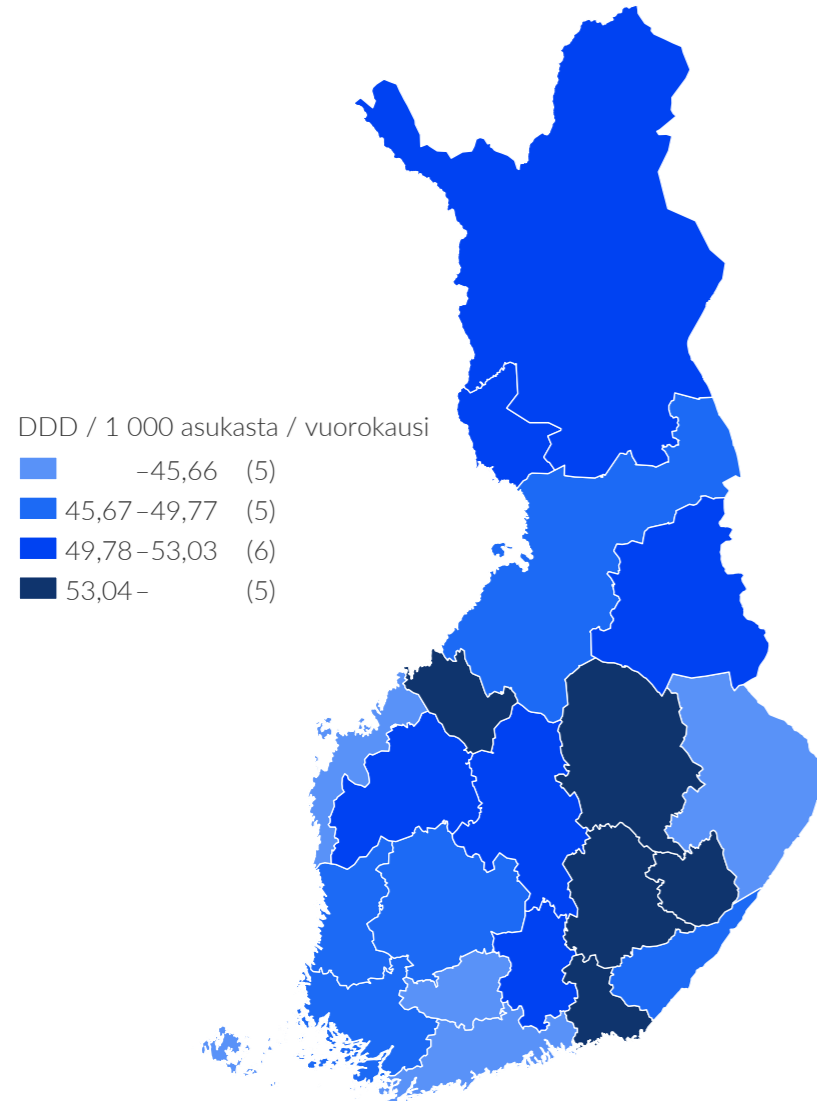 DDD / 1 000 asukasta / vuorokausi
–45,66 (5)
45,67–49,77 (5)
49,78–53,03 (6)
53,04– (5)